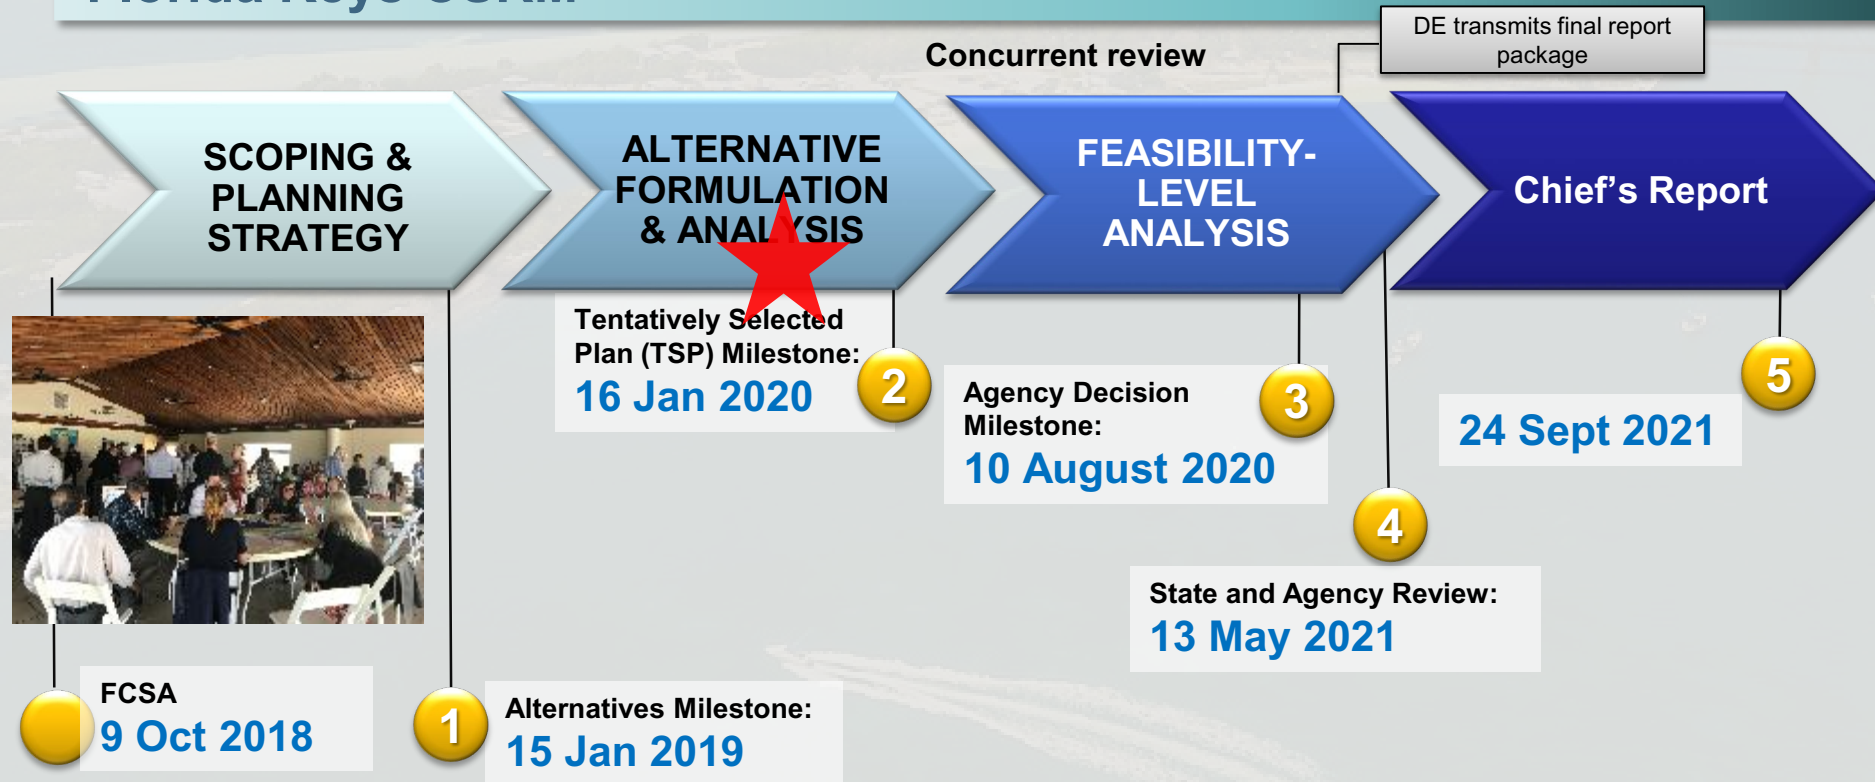 Concurrent review
DE transmits final report
package
SCOPING &
PLANNING
STRATEGY
ALTERNATIVE
FORMULATION
& ANALYSIS
FEASIBILITY-
LEVEL
ANALYSIS
Chief’s Report
Tentatively Selected
Plan (TSP) Milestone:
16 Jan 2020
2
Agency Decision
Milestone:
10 August 2020
3
24 Sept 2021
5
4
State and Agency Review:
13 May 2021
FCSA
9 Oct 2018
1
Alternatives Milestone:
15 Jan 2019